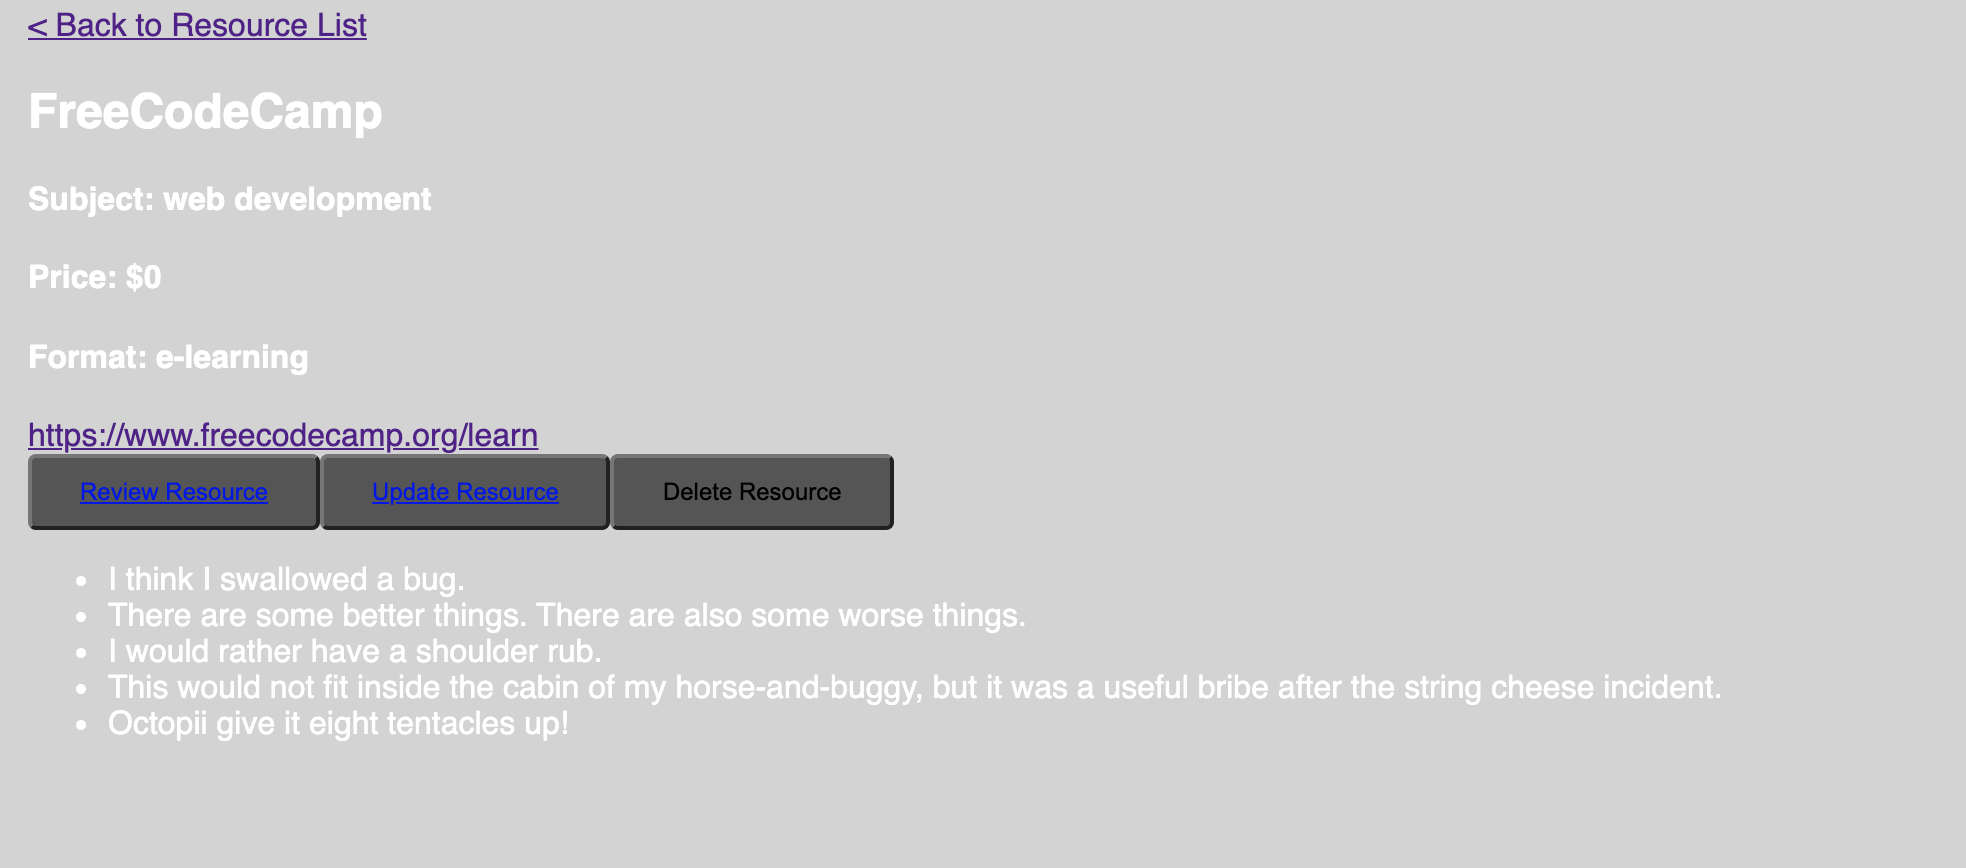 < Back to Resource List
FreeCodeCamp
Subject: web development
Price: $0
Format: e-learning
https://www.freecodecamp.org/learn
Review Resource Update Resource Delete Resource
• I think I swallowed a bug.
• There are some better things. There are also some worse things.
• I would rather have a shoulder rub.
• This would not fit inside the cabin of my horse-and-buggy, but it was a useful bribe after the string cheese incident.
• Octopii give it eight tentacles up!